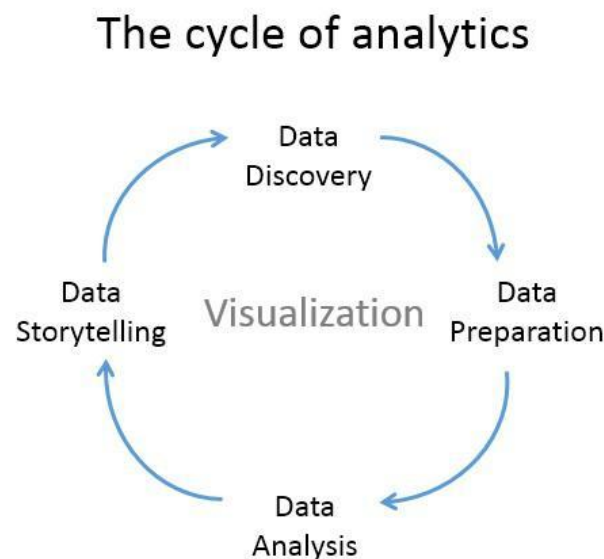 The cycle of analytics
Data
Discovery
Data
Preparation
Data
Analysis
Data
Storytelling
Visualization